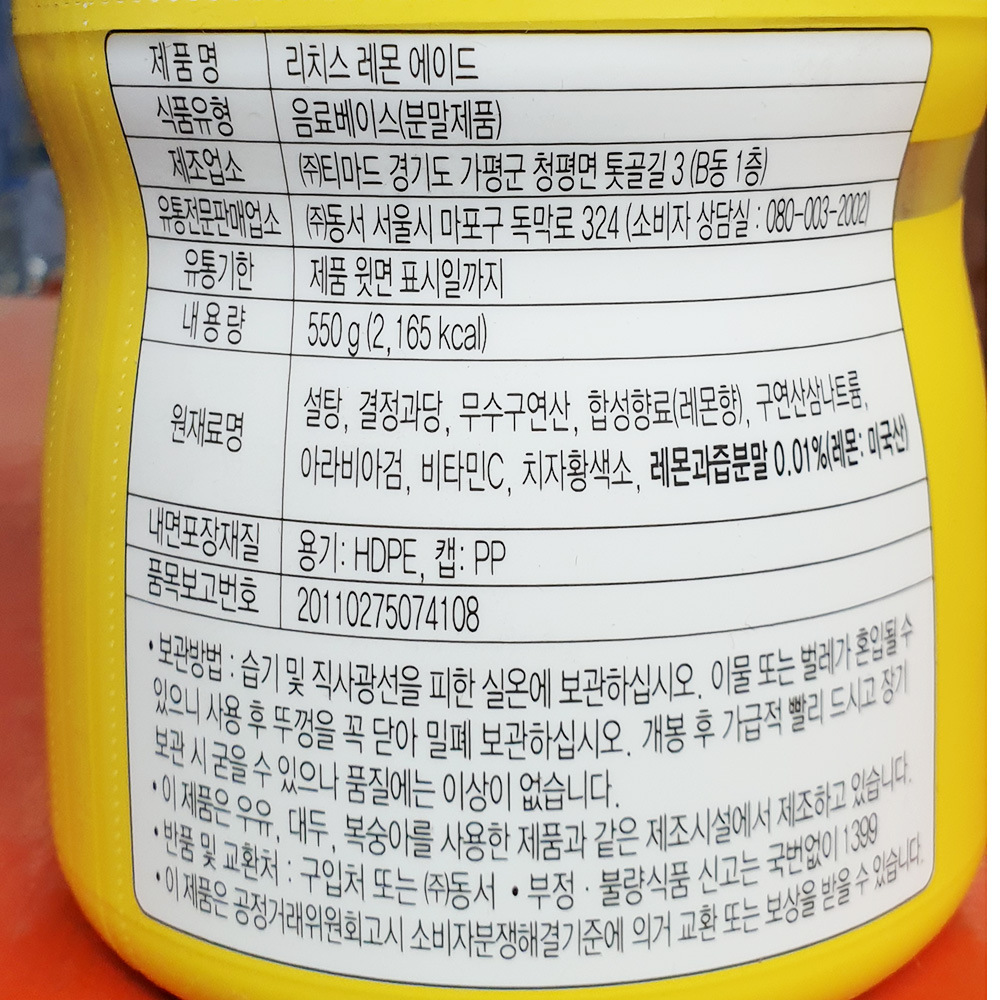 제품명 리치스 레몬 에이드
식품유형 음료베이스(분말제품)
제조업소 ㈜티마드 경기도 가평군 청평면 톳골길 3 (B동 1층)
유통전문판매업소 ㈜동서 서울시 마포구 독막로 324 (소비자 상담실 : 080-003-2002)
유통기한 제품 윗면 표시일까지
내용량 550 g (2,165 kcal)
원재료명 설탕, 결정과당, 무수구연산, 합성향료(레몬향), 구연산삼나트륨,
아라비아검, 비타민C, 치자황색소, 레몬과즙분말 0.01%(레몬: 미국산)
내면포장재질 용기: HDPE, 캡: PP
품목보고번호 20110275074108
• 보관방법 : 습기 및 직사광선을 피한 실온에 보관하십시오. 이물 또는 벌레가 혼입될 수
있으니 사용 후 뚜껑을 꼭 닫아 밀폐 보관하십시오. 개봉 후 가급적 빨리 드시고 장기
보관 시 굳을 수 있으나 품질에는 이상이 없습니다.
• 이 제품은 우유, 대두, 복숭아를 사용한 제품과 같은 제조시설에서 제조하고 있습니다.
• 반품 및 교환처 : 구입처 또는 ㈜동서 • 부정 · 불량식품 신고는 국번없이 1399
• 이 제품은 공정거래위원회고시 소비자분쟁해결기준에 의거 교환 또는 보상을 받을 수 있습니다.